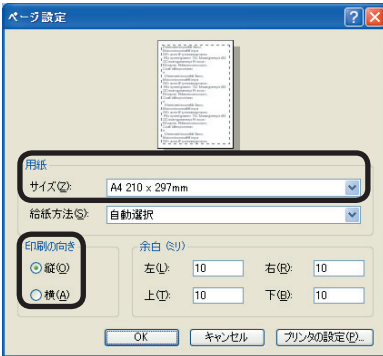 ページ設定
用紙
サイズ(Z): A4 210 x 297mm
給紙方法(S): 自動選択
印刷の向き
縦(O)
横(A)
余白 (ミリ)
左(L): 10 右(R): 10
上(T): 10 下(B): 10
OK キャンセル プリンタの設定(P)...